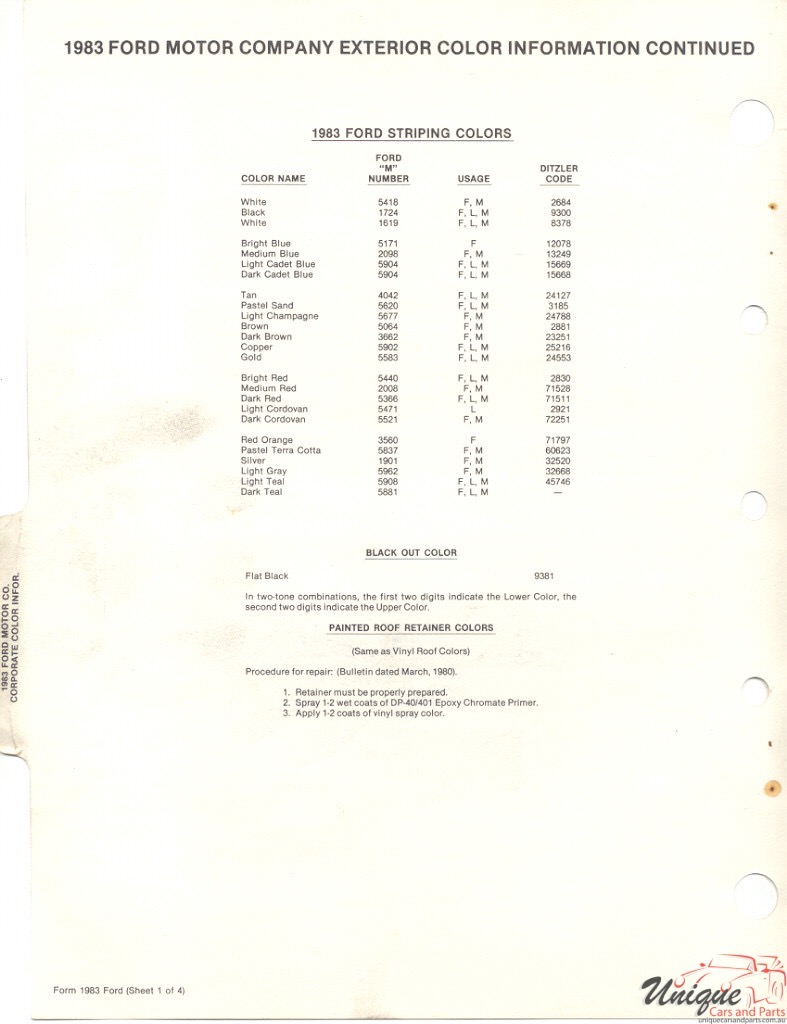 1983 FORD MOTOR COMPANY EXTERIOR COLOR INFORMATION CONTINUED
1983 FORD STRIPING COLORS
COLOR NAME FORD "M" NUMBER USAGE DITZLER CODE
White 5418 F, M 2684
Black 1724 F, L, M 9300
White 1619 F, L, M 8378
Bright Blue 5171 F 12078
Medium Blue 2098 F, M 13249
Light Cadet Blue 5904 F, L, M 15669
Dark Cadet Blue 5904 F, L, M 15668
Tan 4042 F, L, M 24127
Pastel Sand 5620 F, L, M 3185
Light Champagne 5677 F, M 24788
Brown 5064 F, M 2881
Dark Brown 3662 F, M 23251
Copper 5902 F, L, M 25216
Gold 5583 F, L, M 24553
Bright Red 5440 F, L, M 2830
Medium Red 2008 F, M 71528
Dark Red 5366 F, L, M 71511
Light Cordovan 5471 L 2921
Dark Cordovan 5521 F, M 72251
Red Orange 3560 F 71797
Pastel Terra Cotta 5837 F, M 60623
Silver 1901 F, M 32520
Light Gray 5962 F, M 32668
Light Teal 5908 F, L, M 45746
Dark Teal 5881 F, L, M —
BLACK OUT COLOR
Flat Black 9381
In two-tone combinations, the first two digits indicate the Lower Color, the
second two digits indicate the Upper Color.
PAINTED ROOF RETAINER COLORS
(Same as Vinyl Roof Colors)
Procedure for repair: (Bulletin dated March, 1980).
1. Retainer must be properly prepared.
2. Spray 1-2 wet coats of DP-40/401 Epoxy Chromate Primer.
3. Apply 1-2 coats of vinyl spray color.
1983 FORD MOTOR CO.
CORPORATE COLOR INFOR.
Form 1983 Ford (Sheet 1 of 4)
Unique
Cars and Parts
uniquecarsandparts.com.au